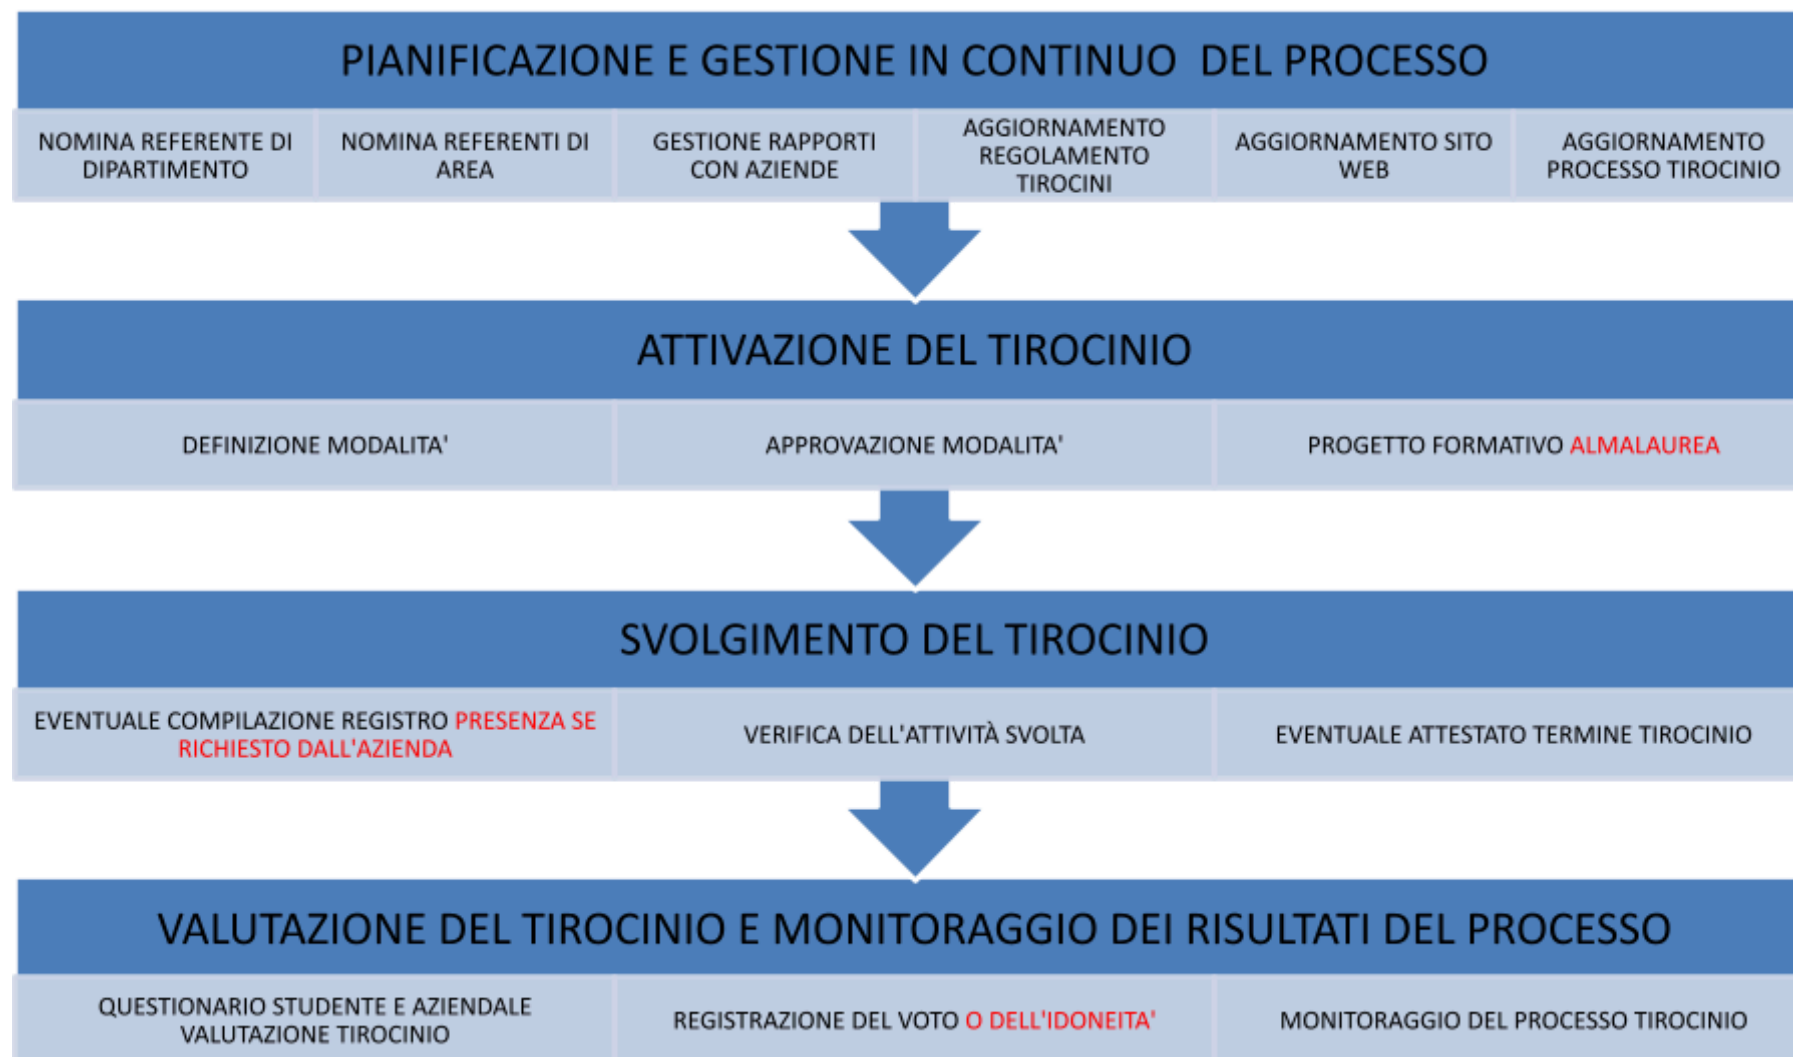 PIANIFICAZIONE E GESTIONE IN CONTINUO DEL PROCESSO
NOMINA REFERENTE DI
DIPARTIMENTO
NOMINA REFERENTI DI
AREA
GESTIONE RAPPORTI
CON AZIENDE
AGGIORNAMENTO
REGOLAMENTO
TIROCINI
AGGIORNAMENTO SITO
WEB
AGGIORNAMENTO
PROCESSO TIROCINIO
ATTIVAZIONE DEL TIROCINIO
DEFINIZIONE MODALITA'
APPROVAZIONE MODALITA'
PROGETTO FORMATIVO ALMALAUREA
SVOLGIMENTO DEL TIROCINIO
EVENTUALE COMPILAZIONE REGISTRO PRESENZA SE
RICHIESTO DALL'AZIENDA
VERIFICA DELL'ATTIVITÀ SVOLTA
EVENTUALE ATTESTATO TERMINE TIROCINIO
VALUTAZIONE DEL TIROCINIO E MONITORAGGIO DEI RISULTATI DEL PROCESSO
QUESTIONARIO STUDENTE E AZIENDALE
VALUTAZIONE TIROCINIO
REGISTRAZIONE DEL VOTO O DELL'IDONEITA'
MONITORAGGIO DEL PROCESSO TIROCINIO